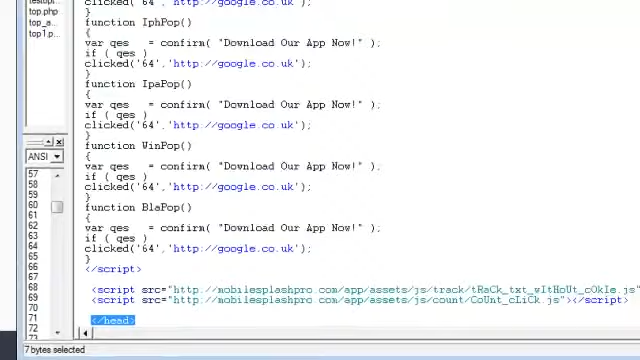 testopt
top.php
top_a...
top1.p...
ANSI
57
58
59
60
61
62
63
64
65
66
67
68
69
70
71
72
73
clicked('64','http://google.co.uk');
}
function IphPop()
{
var qes = confirm( "Download Our App Now!" );
if ( qes )
clicked('64','http://google.co.uk');
}
function IpaPop()
{
var qes = confirm( "Download Our App Now!" );
if ( qes )
clicked('64','http://google.co.uk');
}
function WinPop()
{
var qes = confirm( "Download Our App Now!" );
if ( qes )
clicked('64','http://google.co.uk');
}
function BlaPop()
{
var qes = confirm( "Download Our App Now!" );
if ( qes )
clicked('64','http://google.co.uk');
}
</script>
<script src="http://mobilesplashpro.com/app/assets/js/track/tRaCk_txt_wItHoUt_cOkIe.js"
<script src="http://mobilesplashpro.com/app/assets/js/count/CoUnt_cLiCk.js"></script>
</head>
7 bytes selected